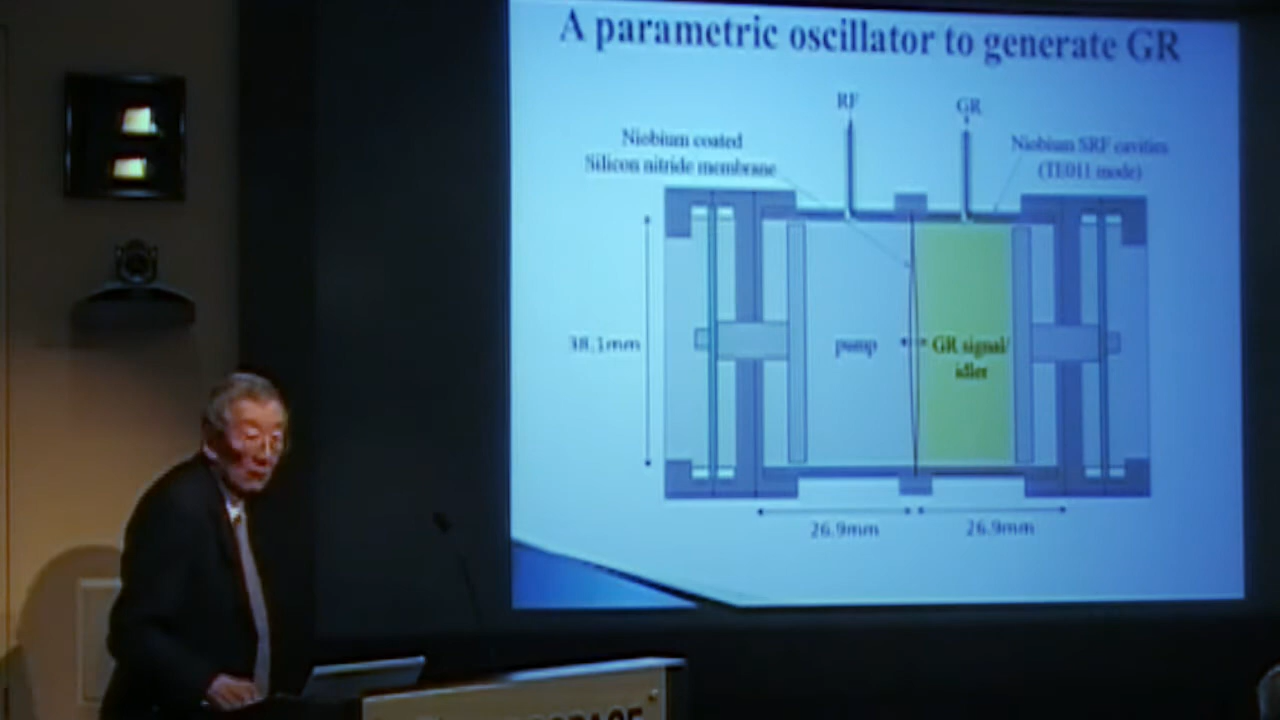 A parametric oscillator to generate GR
RF
GR
Niobium coated
Silicon nitride membrane
Niobium SRF cavities
(TE011 mode)
38.1mm
pump
GR signal/
idler
26.9mm
26.9mm